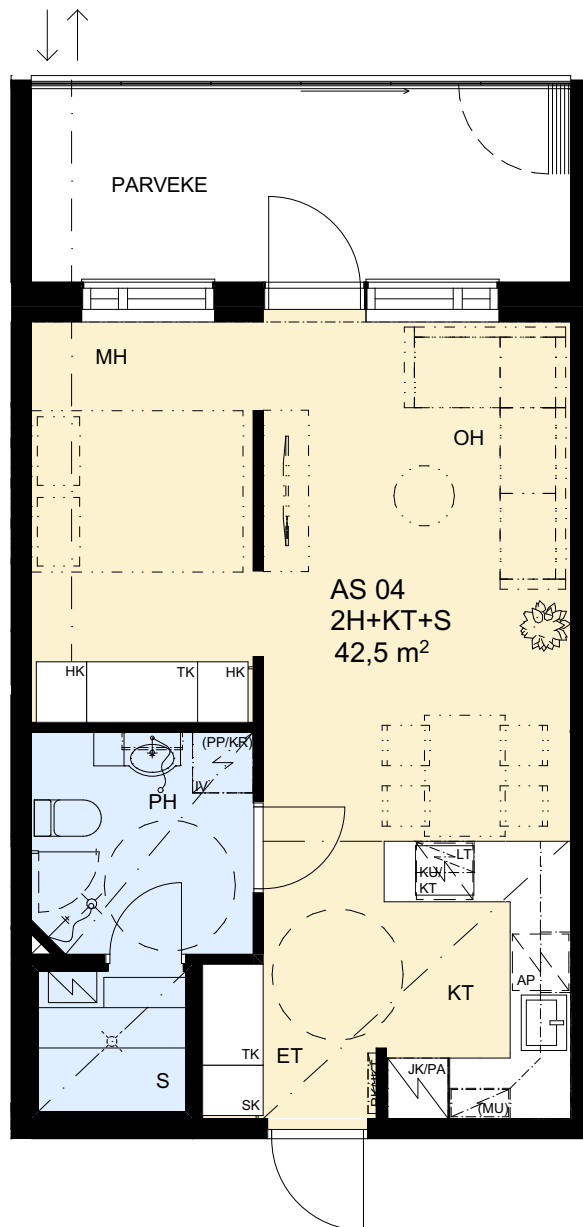 PARVEKE
MH
OH
AS 04
2H+KT+S
42,5 m²
HK
TK
HK
(PP/KR)
IV
PH
LT
KU/
KT
AP
KT
TK
ET
JK/PA
S
SK
(MU)